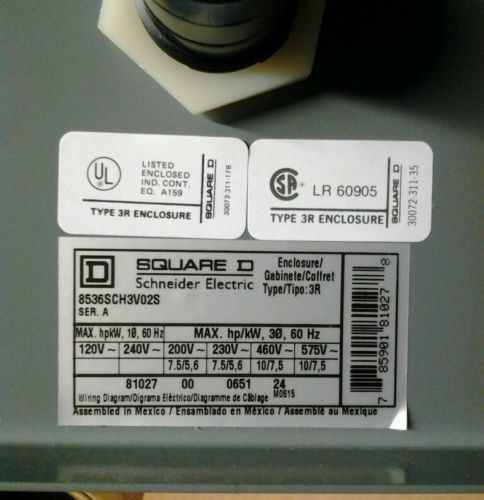 UL
LISTED
ENCLOSED
IND. CONT.
EQ. A159
TYPE 3R ENCLOSURE
SQUARE D
30072-311-17B
SA
LR 60905
TYPE 3R ENCLOSURE
SQUARE D
30072-311-35
D SQUARE D
Schneider Electric
Enclosure/
Gabinete/Coffret
Type/Tipo: 3R
8536SCH3V02S
SER. A
MAX. hpkW, 1Ø, 60 Hz MAX. hp/kW, 3Ø, 60 Hz
120V~ 240V~ 200V~ 230V~ 460V~ 575V~
7.5/5,6 7.5/5,6 10/7,5 10/7,5
81027 00 0651 24
Wiring Diagram/Digrama Eléctrico/Diagramme de Câblage M0615
Assembled in Mexico / Ensamblado en México / Assemblé au Mexique
7 85901 81027 8